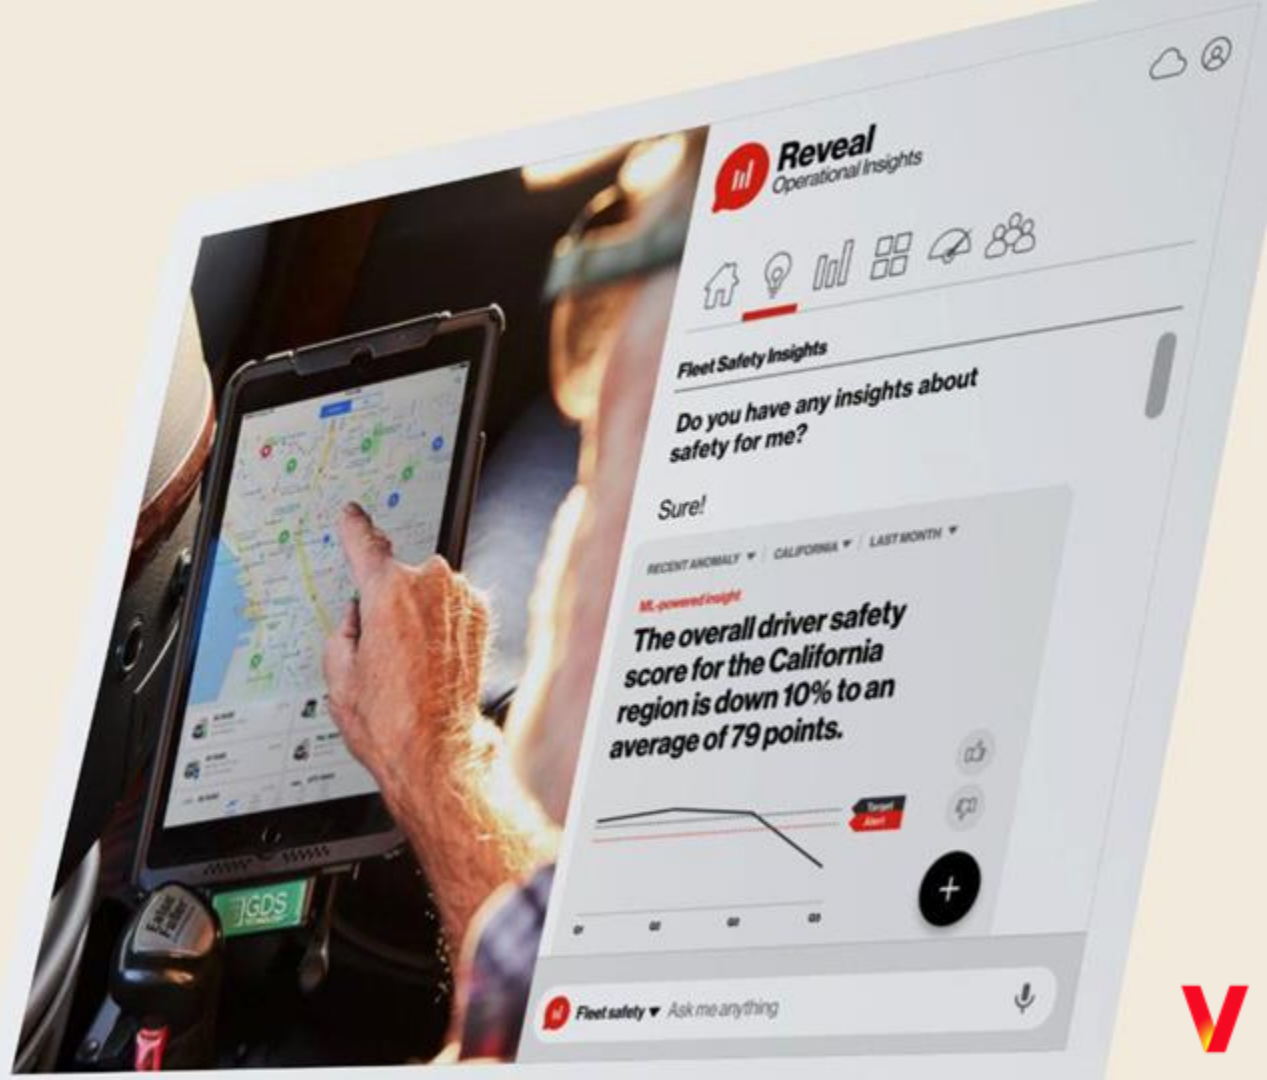 Reveal
Operational Insights
Fleet Safety Insights
Do you have any insights about
safety for me?
Sure!
RECENT ANOMALY ▼ | CALIFORNIA ▼ | LAST MONTH ▼
ML-powered insight
The overall driver safety
score for the California
region is down 10% to an
average of 79 points.
Target
Alert
Q1 Q2 Q3
Fleet safety ▼ Ask me anything
GDS
Eaton
Fuller